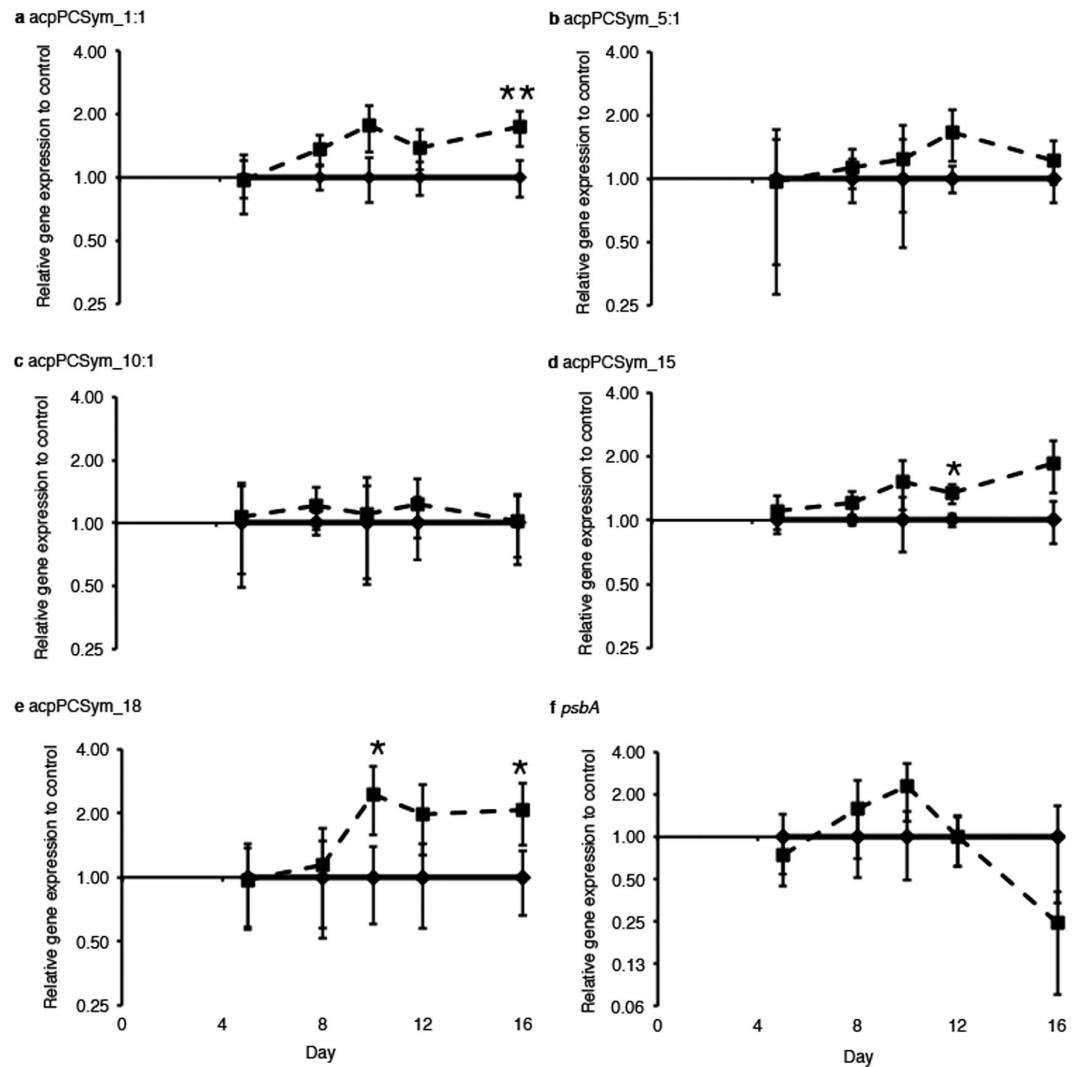 a acpPCSym_1:1
Relative gene expression to control
4.00
2.00
1.00
0.50
0.25
**
b acpPCSym_5:1
Relative gene expression to control
4.00
2.00
1.00
0.50
0.25
c acpPCSym_10:1
Relative gene expression to control
4.00
2.00
1.00
0.50
0.25
d acpPCSym_15
Relative gene expression to control
4.00
2.00
1.00
0.50
0.25
*
e acpPCSym_18
Relative gene expression to control
4.00
2.00
1.00
0.50
0.25
* *
0 4 8 12 16
Day
f psbA
Relative gene expression to control
4.00
2.00
1.00
0.50
0.25
0.13
0.06
0 4 8 12 16
Day